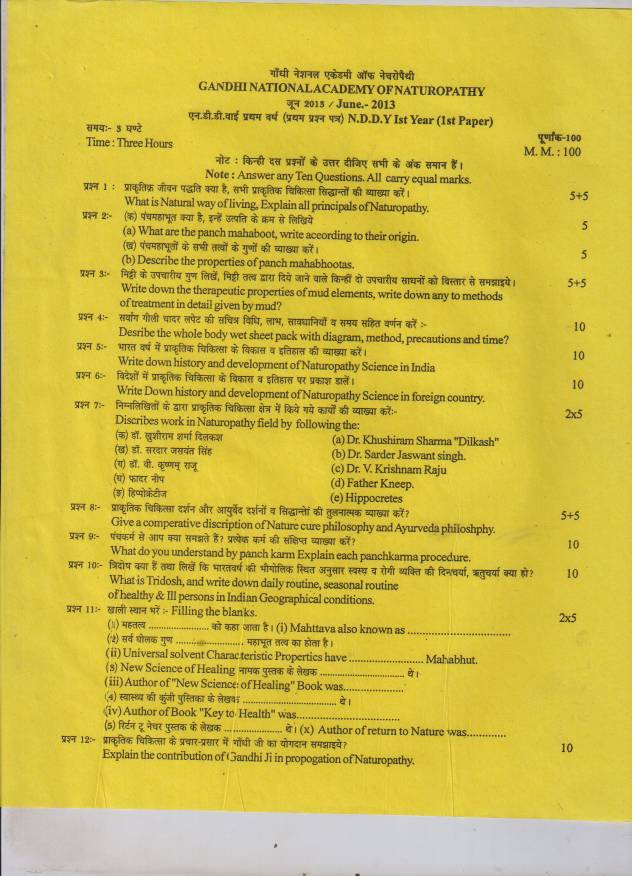 गाँधी नेशनल एकेडमी ऑफ नेचरोपैथी
GANDHI NATIONALACADEMY OF NATUROPATHY
जून 2013 / June.- 2013
एन.डी.डी.वाई प्रथम वर्ष (प्रथम प्रश्न पत्र) N.D.D.Y Ist Year (1st Paper)
समयः- 3 घण्टे पूर्णांक-100
Time : Three Hours M. M. : 100
नोट : किन्ही दस प्रश्नों के उत्तर दीजिए सभी के अंक समान हैं।
Note : Answer any Ten Questions. All carry equal marks.
प्रश्न 1 : प्राकृतिक जीवन पद्धति क्या है, सभी प्राकृतिक चिकित्सा सिद्धान्तों की व्याख्या करें। 5+5
What is Natural way of living, Explain all principals of Naturopathy.
प्रश्न 2:- (क) पंचमहाभूत क्या है, इन्हें उत्पति के क्रम से लिखिये 5
(a) What are the panch mahaboot, write aceording to their origin.
(ख) पंचमहाभूतों के सभी तत्वों के गुणों की व्याख्या करें। 5
(b) Describe the properties of panch mahabhootas.
प्रश्न 3:- मिट्टी के उपचारीय गुण लिखें, मिट्टी तत्व द्वारा दिये जाने वाले किन्हीं दो उपचारीय साधनों को विस्तार से समझाइये। 5+5
Write down the therapeutic properties of mud elements, write down any to methods
of treatment in detail given by mud?
प्रश्न 4:- सर्वांग गीली चादर लपेट की सचित्र विधि, लाभ, सावधानियाँ व समय सहित वर्णन करें :- 10
Desribe the whole body wet sheet pack with diagram, method, precautions and time?
प्रश्न 5:- भारत वर्ष में प्राकृतिक चिकित्सा के विकास व इतिहास की व्याख्या करें। 10
Write down history and development of Naturopathy Science in India
प्रश्न 6:- विदेशों में प्राकृतिक चिकित्सा के विकास व इतिहास पर प्रकाश डालें। 10
Write Down history and development of Naturopathy Science in foreign country.
प्रश्न 7:- निम्नलिखितों के द्वारा प्राकृतिक चिकित्सा क्षेत्र में किये गये कार्यों की व्याख्या करें:- 2x5
Discribes work in Naturopathy field by following the:
(क) डॉ. खुशीराम शर्मा दिलकश (a) Dr. Khushiram Sharma "Dilkash"
(ख) डॉ. सरदार जसवंत सिंह (b) Dr. Sarder Jaswant singh.
(ग) डॉ. वी. कृष्णम् राजू (c) Dr. V. Krishnam Raju
(घ) फादर नीप (d) Father Kneep.
(ङ) हिप्पोक्रेटीज (e) Hippocretes
प्रश्न 8:- प्राकृतिक चिकित्सा दर्शन और आयुर्वेद दर्शनों व सिद्धान्तों की तुलनात्मक व्याख्या करें? 5+5
Give a comperative discription of Nature cure philosophy and Ayurveda philoshphy.
प्रश्न 9:- पंचकर्म से आप क्या समझते हैं? प्रत्येक कर्म की संक्षिप्त व्याख्या करें? 10
What do you understand by panch karm Explain each panchkarma procedure.
प्रश्न 10:- त्रिदोष क्या हैं तथा लिखें कि भारतवर्ष की भौगोलिक स्थित अनुसार स्वस्थ व रोगी व्यक्ति की दिनचर्या, ऋतुचर्या क्या हो? 10
What is Tridosh, and write down daily routine, seasonal routine
of healthy & Ill persons in Indian Geographical conditions.
प्रश्न 11:- खाली स्थान भरें :- Filling the blanks. 2x5
(1) महतत्व ...................... को कहा जाता है। (i) Mahttava also known as ..................................
(2) सर्व घोलक गुण ........................ महाभूत तत्व का होता है।
(ii) Universal solvent Characteristic Propertics have ........................ Mahabhut.
(3) New Science of Healing नामक पुस्तक के लेखक .............................. थे।
(iii) Author of "New Science of Healing" Book was....................
(4) स्वास्थ्य की कुंजी पुस्तिका के लेखक ................................ थे।
(iv) Author of Book "Key to Health" was...................................
(5) रिर्टन टू नेचर पुस्तक के लेखक .................... थे। (x) Author of return to Nature was.............
प्रश्न 12:- प्राकृतिक चिकित्सा के प्रचार-प्रसार में गाँधी जी का योगदान समझाइये? 10
Explain the contribution of Gandhi Ji in propogation of Naturopathy.